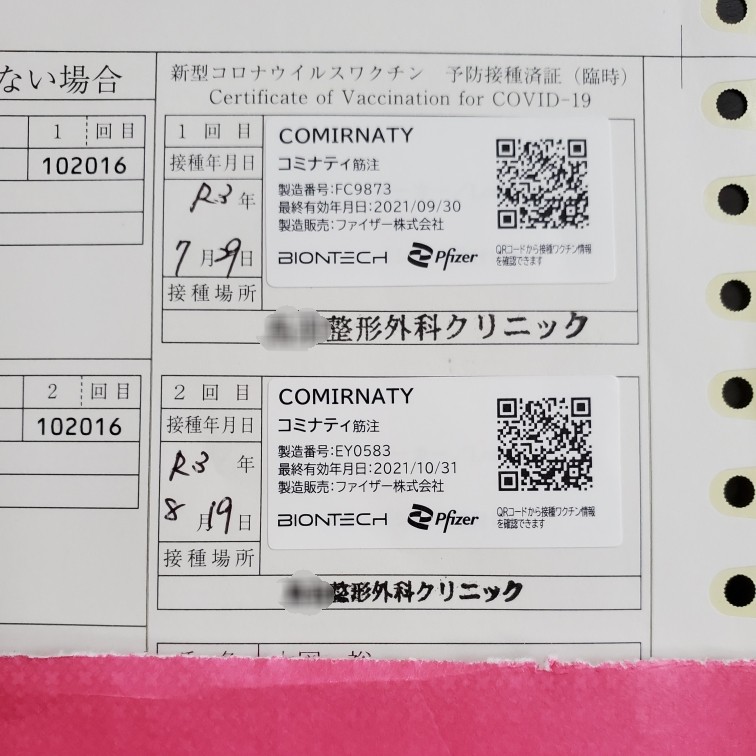 ない場合
1 回目
102016
2 回目
102016
新型コロナウイルスワクチン 予防接種済証（臨時）
Certificate of Vaccination for COVID-19
1 回 目
接種年月日
R3年
7月29日
接種場所
COMIRNATY
コミナティ筋注
製造番号:FC9873
最終有効年月日:2021/09/30
製造販売:ファイザー株式会社
BIONTECH Pfizer
QRコードから接種ワクチン情報
を確認できます
整形外科クリニック
2 回 目
接種年月日
R3 年
8月19日
接種場所
COMIRNATY
コミナティ筋注
製造番号:EY0583
最終有効年月日:2021/10/31
製造販売:ファイザー株式会社
BIONTECH Pfizer
QRコードから接種ワクチン情報
を確認できます
整形外科クリニック